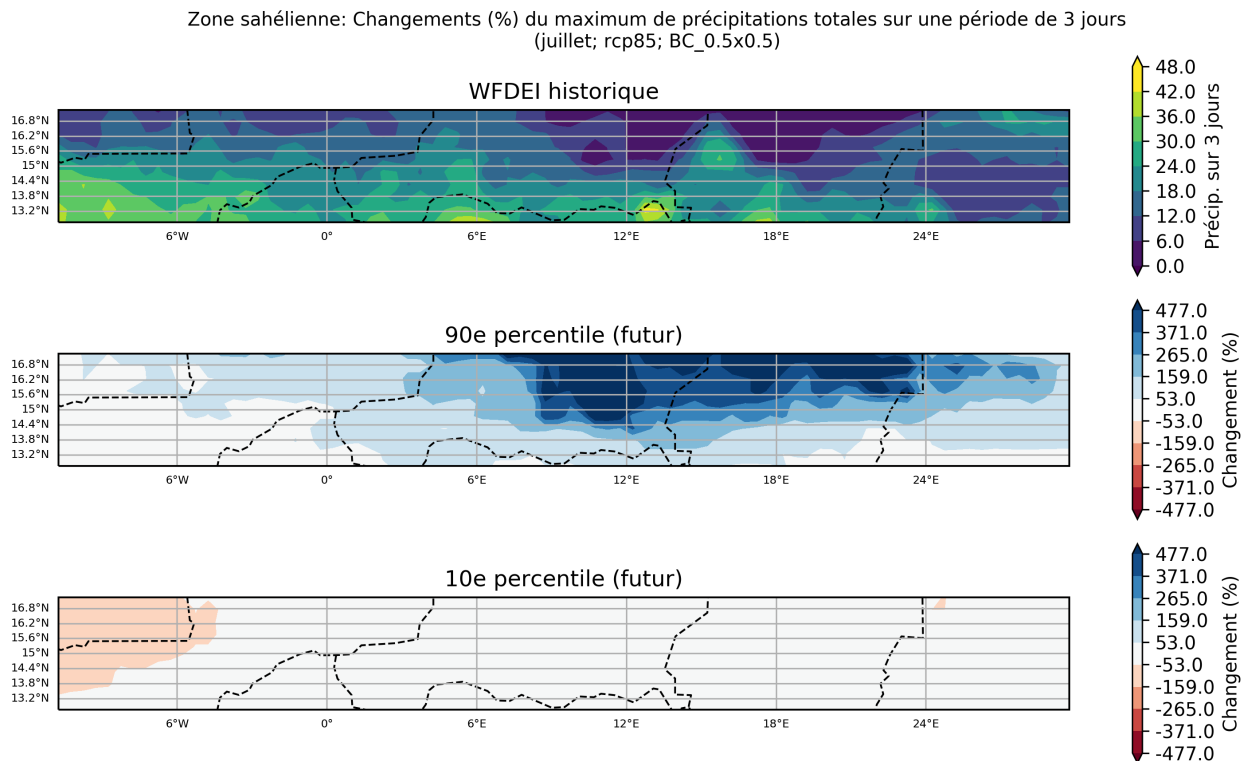 Zone sahélienne: Changements (%) du maximum de précipitations totales sur une période de 3 jours
(juillet; rcp85; BC_0.5x0.5)
WFDEI historique
16.8°N
16.2°N
15.6°N
15°N
14.4°N
13.8°N
13.2°N
6°W
0°
6°E
12°E
18°E
24°E
48.0
42.0
36.0
30.0
24.0
18.0
12.0
6.0
0.0
Précip. sur 3 jours
90e percentile (futur)
16.8°N
16.2°N
15.6°N
15°N
14.4°N
13.8°N
13.2°N
6°W
0°
6°E
12°E
18°E
24°E
477.0
371.0
265.0
159.0
53.0
-53.0
-159.0
-265.0
-371.0
-477.0
Changement (%)
10e percentile (futur)
16.8°N
16.2°N
15.6°N
15°N
14.4°N
13.8°N
13.2°N
6°W
0°
6°E
12°E
18°E
24°E
477.0
371.0
265.0
159.0
53.0
-53.0
-159.0
-265.0
-371.0
-477.0
Changement (%)